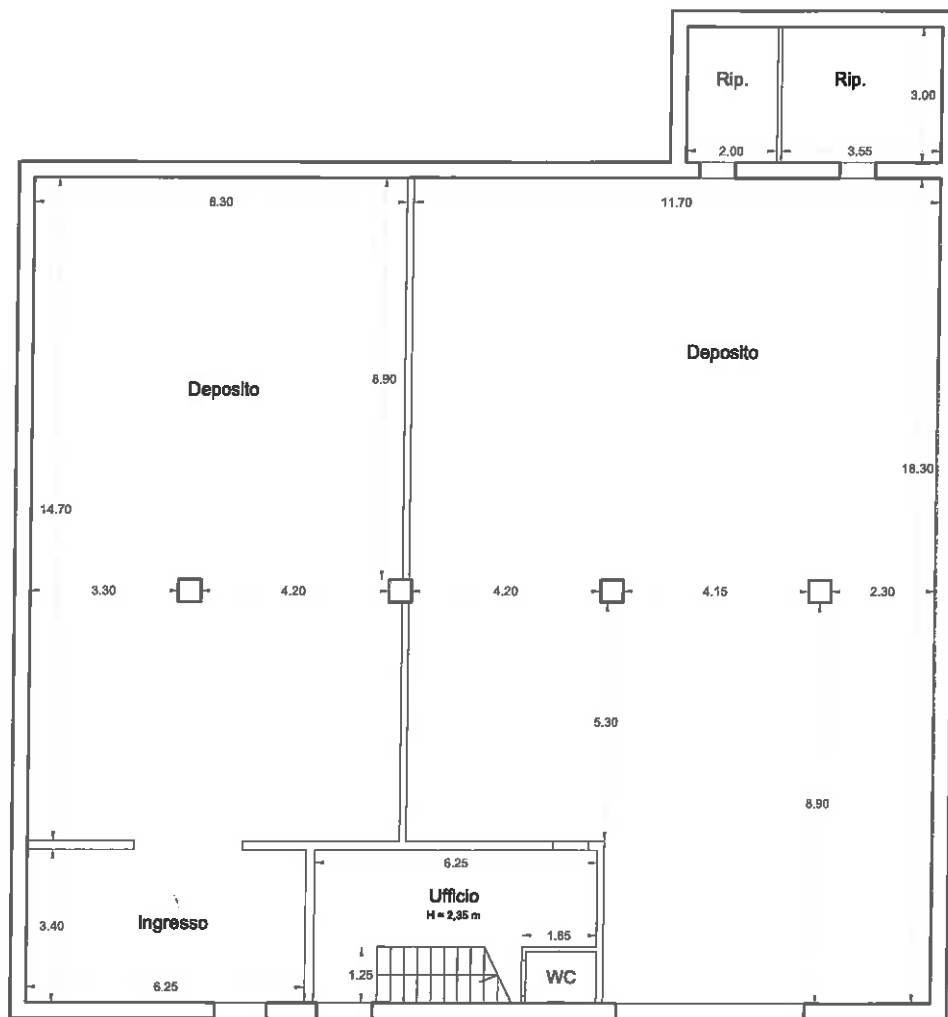 Rip.
Rip.
3.00
2.00
3.55
8.30
11.70
Deposito
8.90
Deposito
14.70
18.30
3.30
4.20
4.20
4.15
2.30
5.30
8.90
6.25
Ufficio
H = 2,35 m
3.40
Ingresso
1.65
1.25
WC
6.25